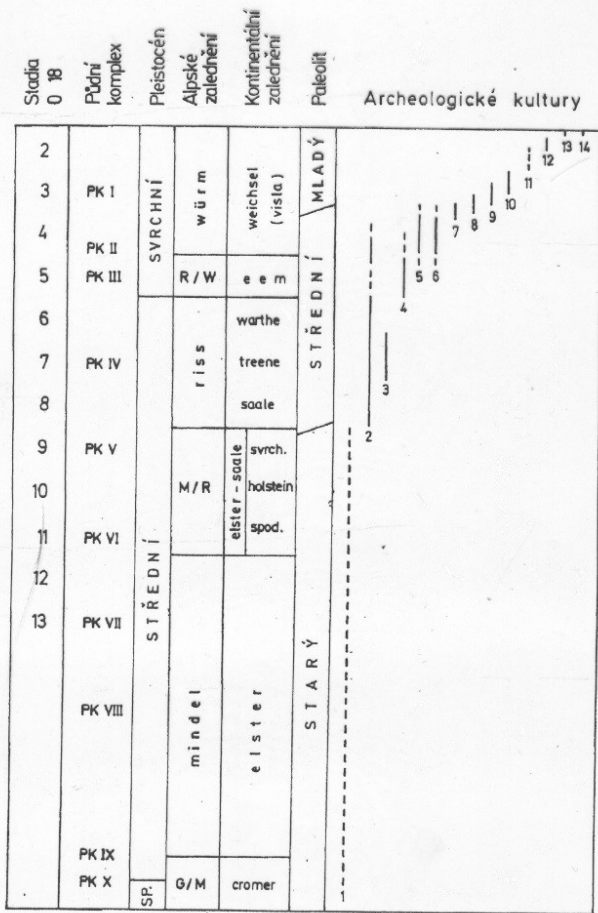 Stadia
0 18
Půdní
komplex
Pleistocén
Alpské
zalednění
Kontinentální
zalednění
Paleolit
Archeologické kultury
2
3
4
5
6
7
8
9
10
11
12
13
PK I
PK II
PK III
PK IV
PK V
PK VI
PK VII
PK VIII
PK IX
PK X
SVRCHNÍ
STŘEDNÍ
SP.
würm
R/W
riss
M/R
mindel
G/M
weichsel
(visla)
eem
warthe
treene
saale
elster-saale
svrch.
holstein
spod.
elster
cromer
MLADÝ
STŘEDNÍ
STARÝ
1
2
3
4
5
6
7
8
9
10
11
12
13
14